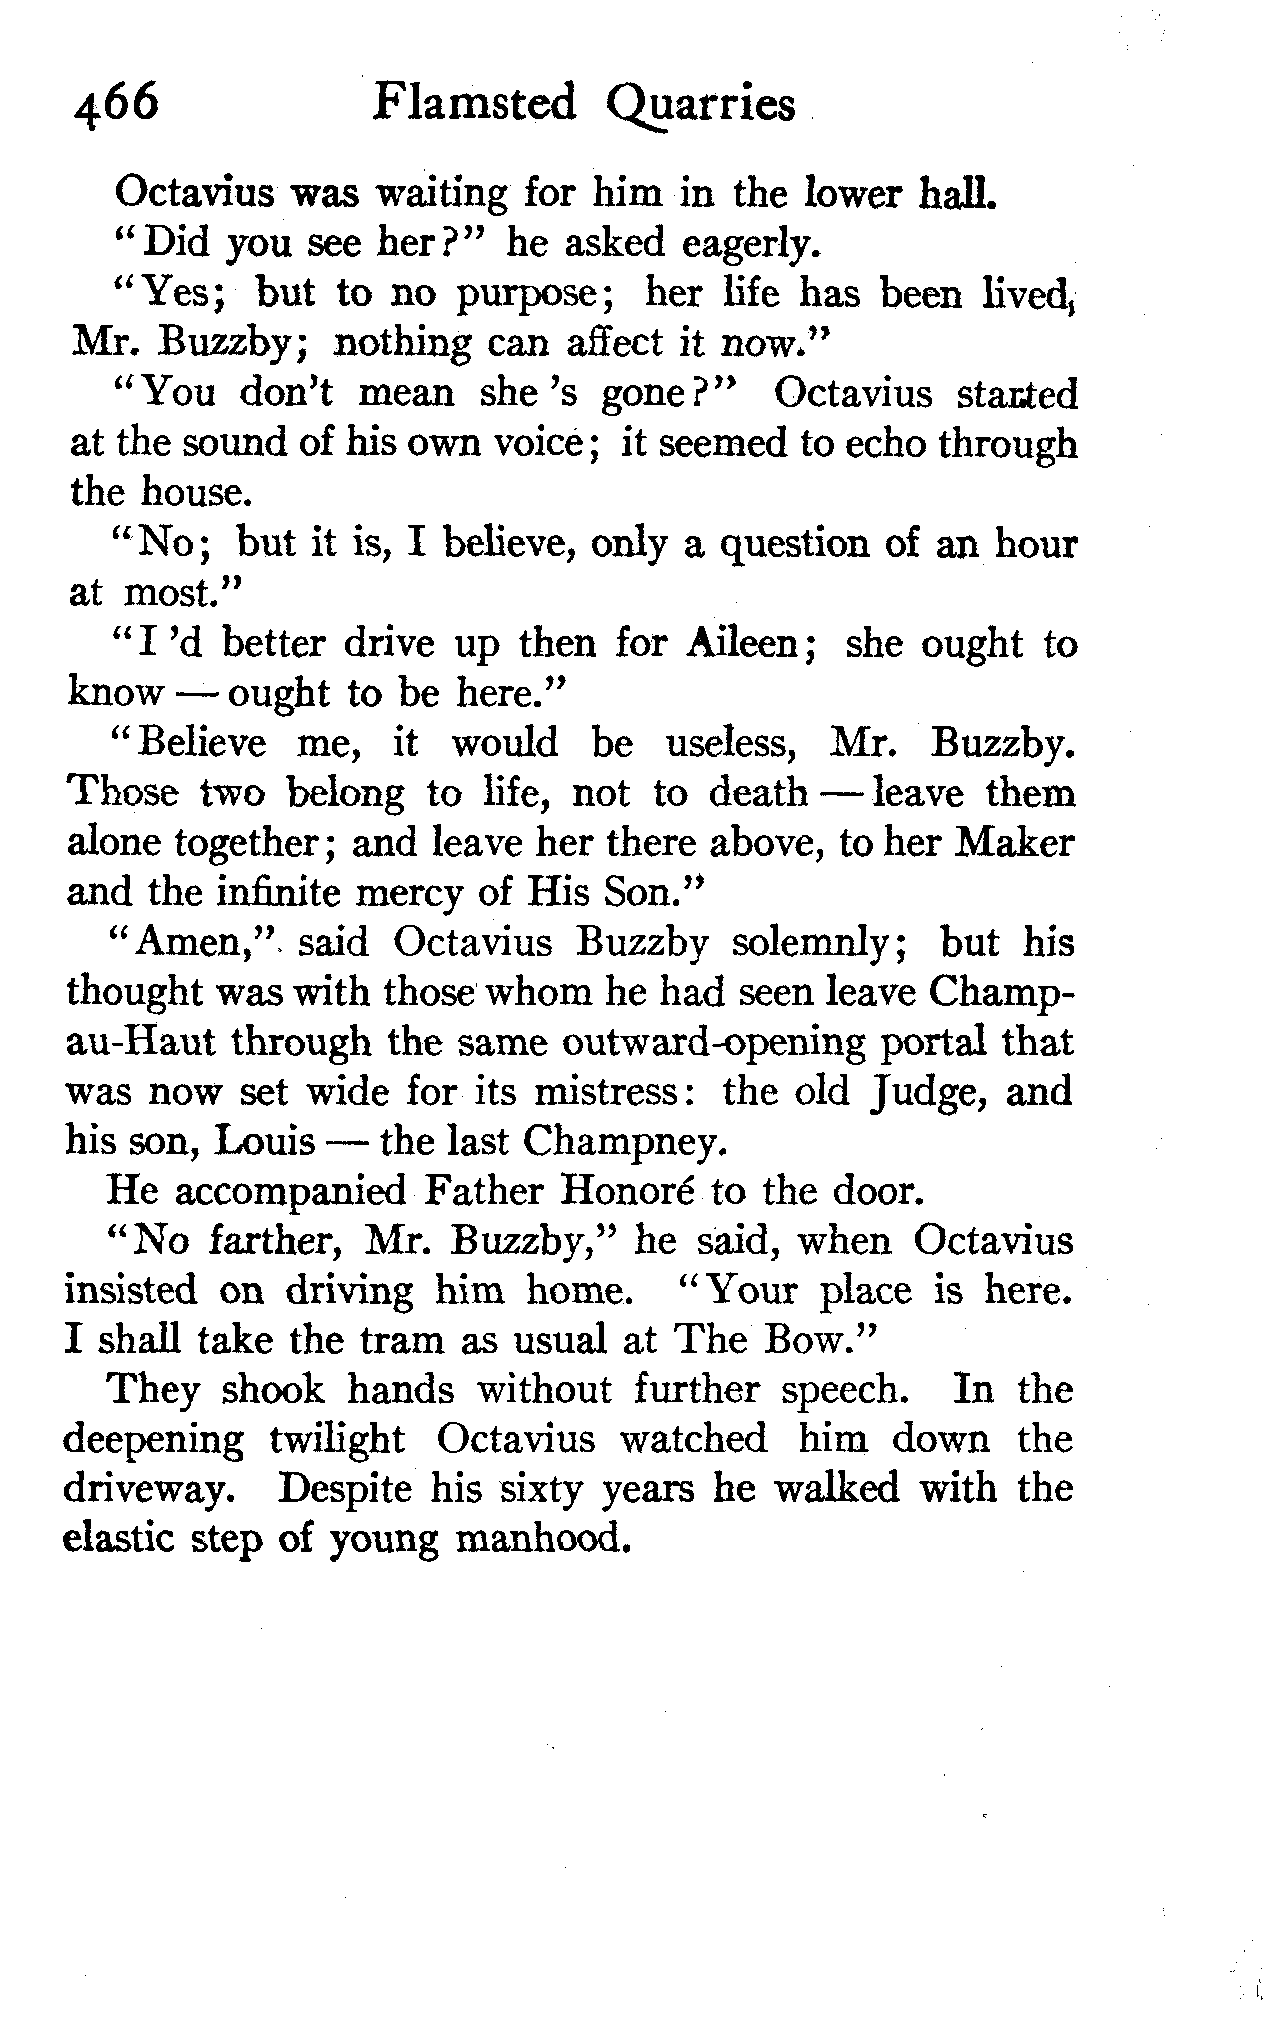 466 Flamsted Quarries
Octavius was waiting for him in the lower hall.
"Did you see her?" he asked eagerly.
"Yes; but to no purpose; her life has been lived,
Mr. Buzzby; nothing can affect it now."
"You don't mean she 's gone?" Octavius started
at the sound of his own voice; it seemed to echo through
the house.
"No; but it is, I believe, only a question of an hour
at most."
"I 'd better drive up then for Aileen; she ought to
know — ought to be here."
"Believe me, it would be useless, Mr. Buzzby.
Those two belong to life, not to death — leave them
alone together; and leave her there above, to her Maker
and the infinite mercy of His Son."
"Amen," said Octavius Buzzby solemnly; but his
thought was with those whom he had seen leave Champ-
au-Haut through the same outward-opening portal that
was now set wide for its mistress: the old Judge, and
his son, Louis — the last Champney.
He accompanied Father Honoré to the door.
"No farther, Mr. Buzzby," he said, when Octavius
insisted on driving him home. "Your place is here.
I shall take the tram as usual at The Bow."
They shook hands without further speech. In the
deepening twilight Octavius watched him down the
driveway. Despite his sixty years he walked with the
elastic step of young manhood.